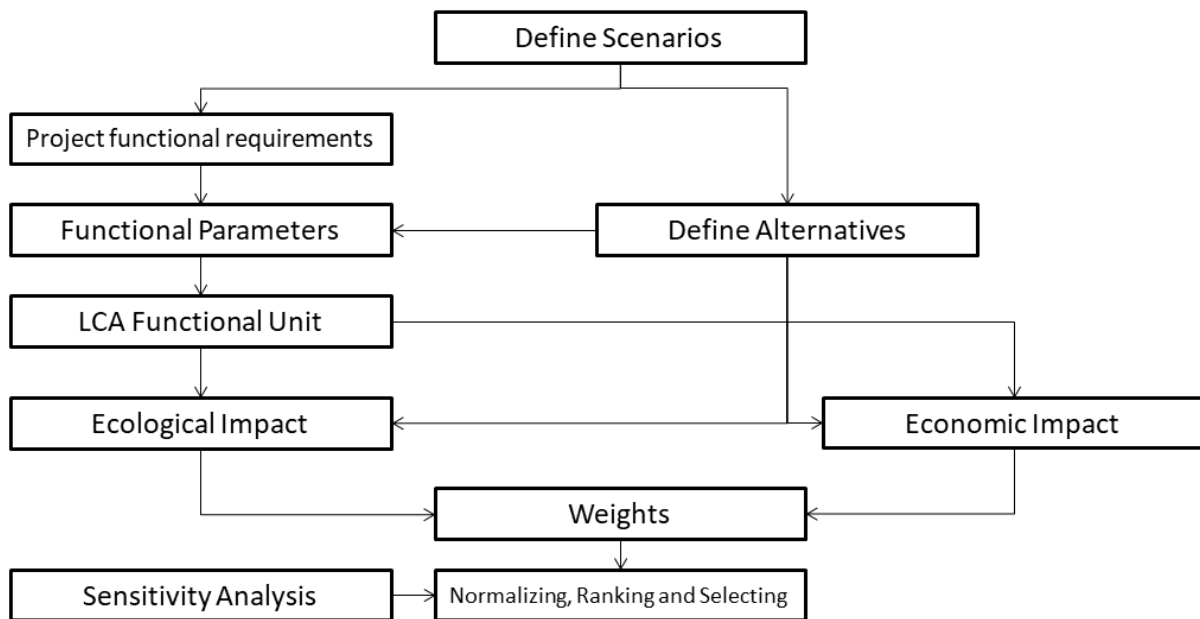 Define Scenarios
Project functional requirements
Functional Parameters
Define Alternatives
LCA Functional Unit
Ecological Impact
Economic Impact
Weights
Sensitivity Analysis
Normalizing, Ranking and Selecting